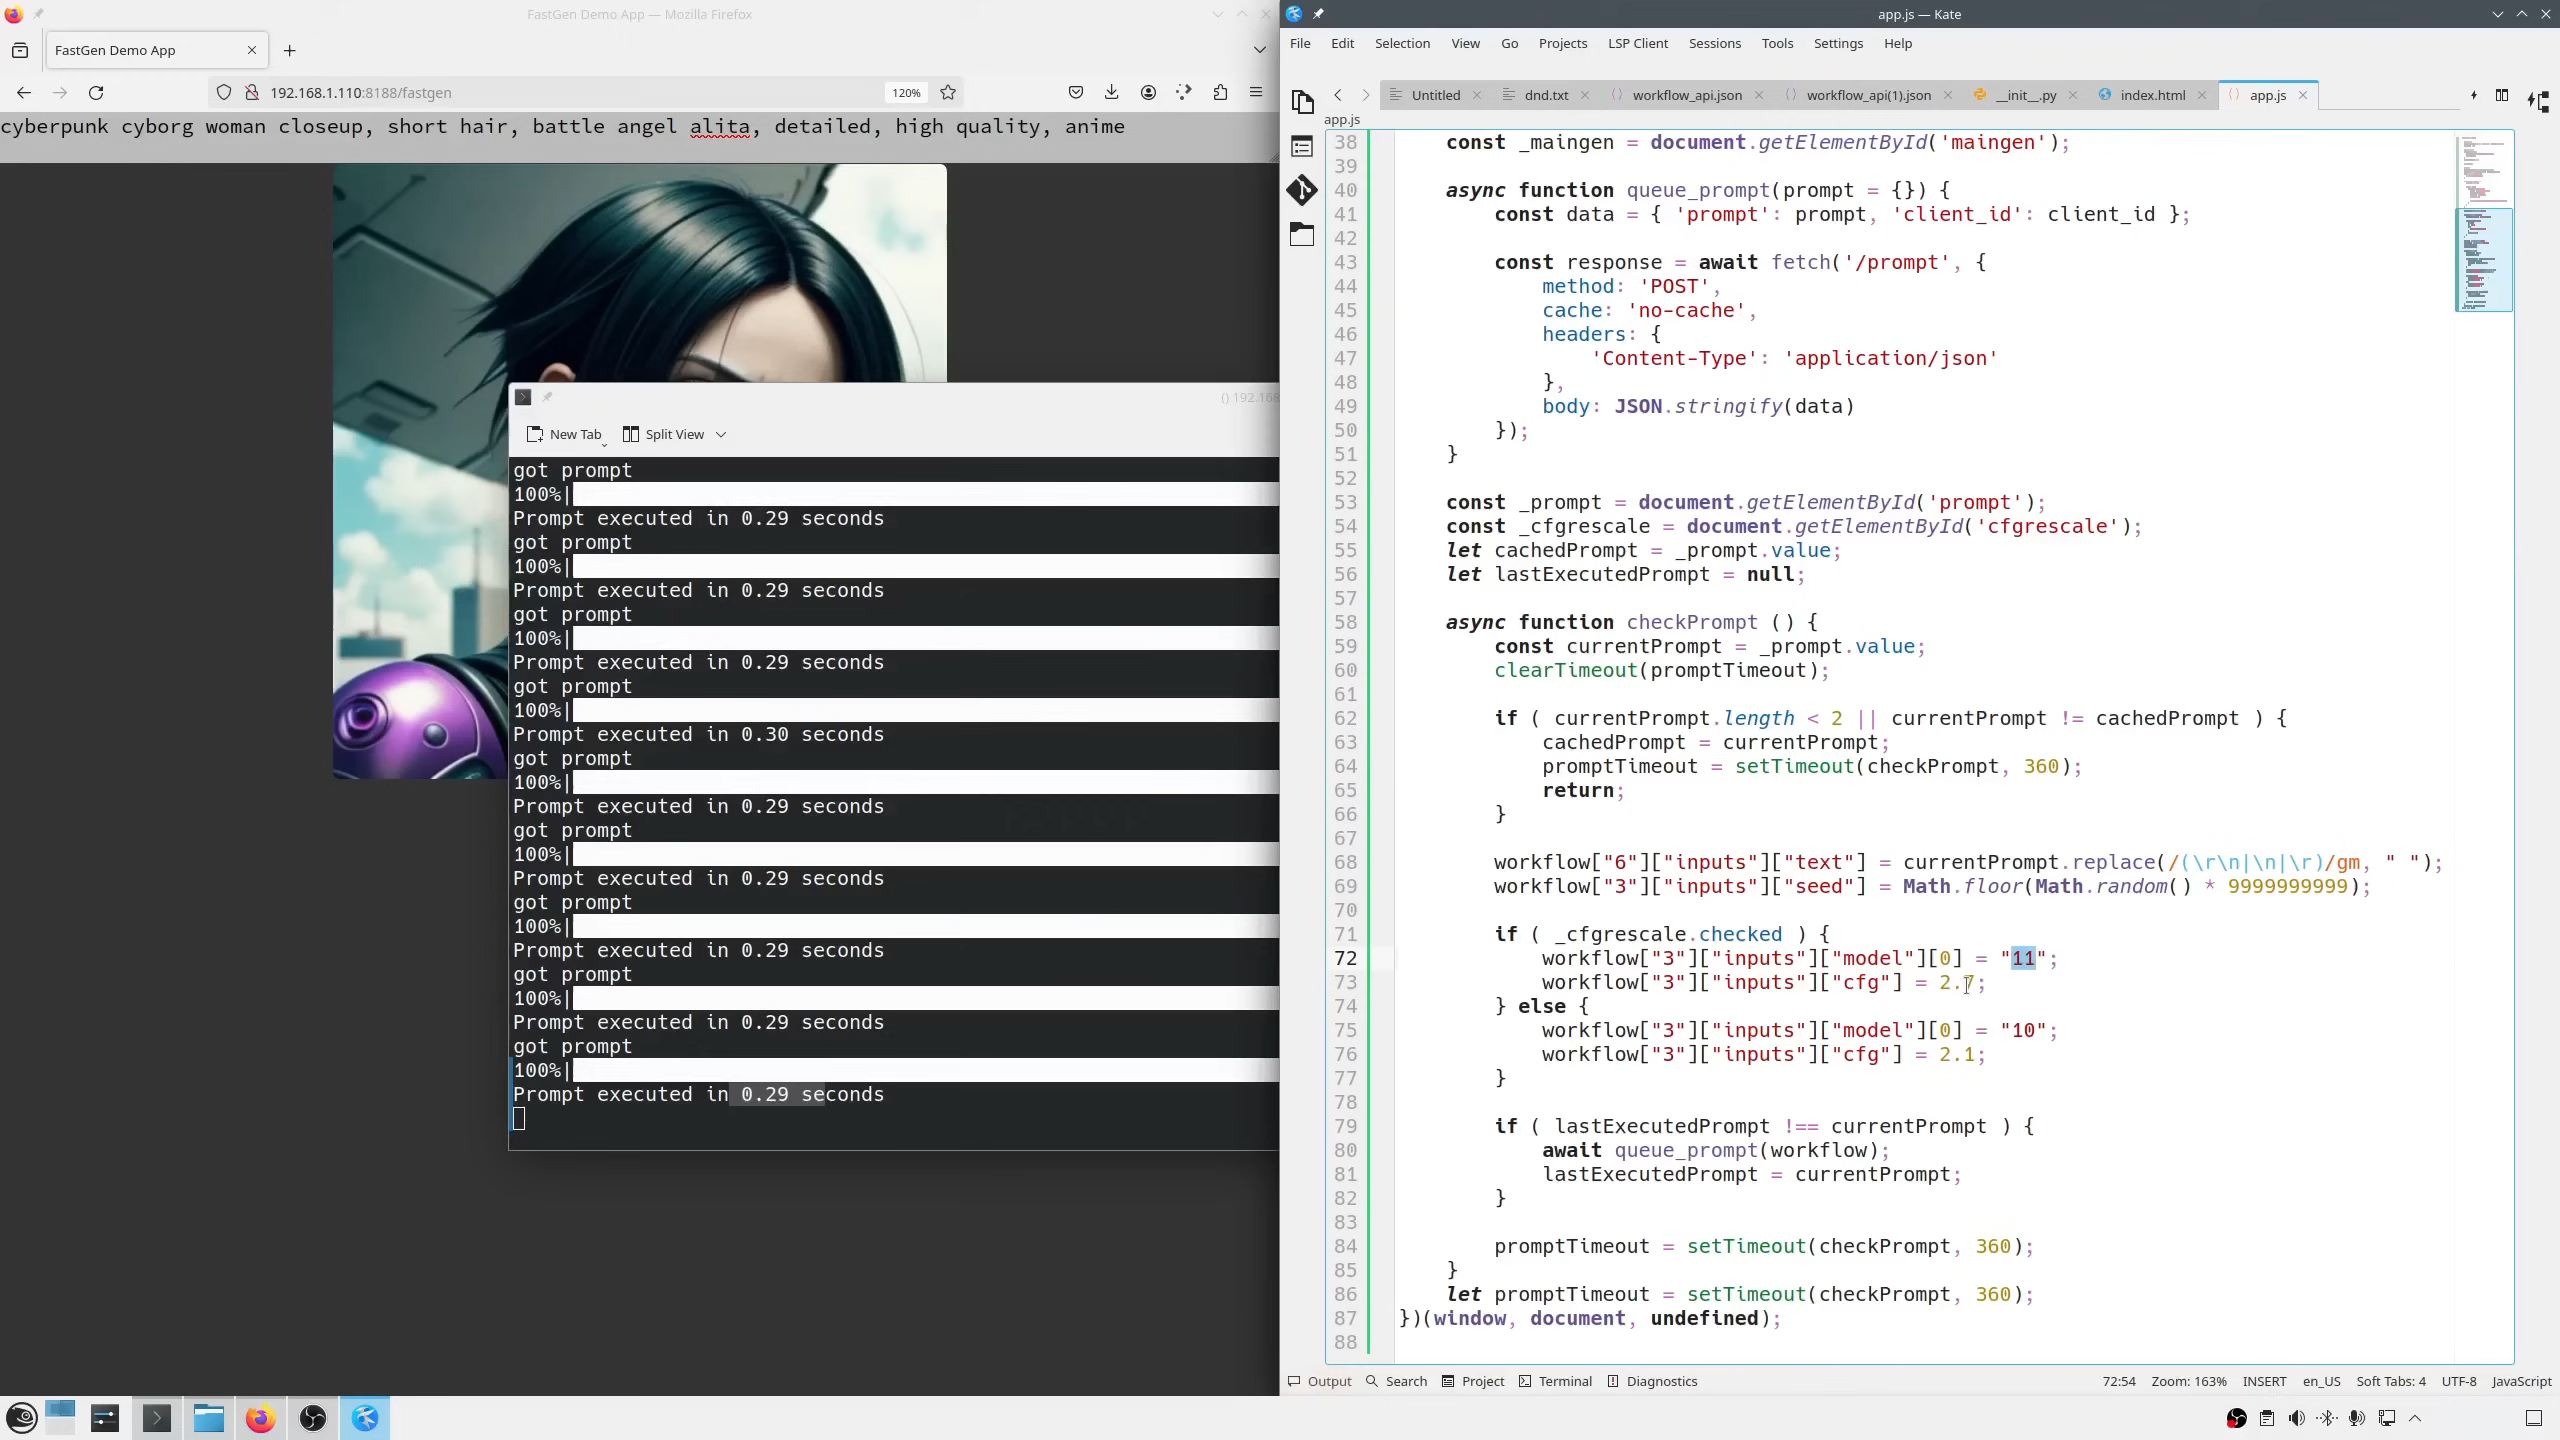 FastGen Demo App — Mozilla Firefox
FastGen Demo App
192.168.1.110:8188/fastgen
120%
cyberpunk cyborg woman closeup, short hair, battle angel alita, detailed, high quality, anime
() 192.168
New Tab
Split View
got prompt
100%|
Prompt executed in 0.29 seconds
got prompt
100%|
Prompt executed in 0.29 seconds
got prompt
100%|
Prompt executed in 0.29 seconds
got prompt
100%|
Prompt executed in 0.30 seconds
got prompt
100%|
Prompt executed in 0.29 seconds
got prompt
100%|
Prompt executed in 0.29 seconds
got prompt
100%|
Prompt executed in 0.29 seconds
got prompt
100%|
Prompt executed in 0.29 seconds
got prompt
100%|
Prompt executed in 0.29 seconds
app.js — Kate
File Edit Selection View Go Projects LSP Client Sessions Tools Settings Help
Untitled dnd.txt workflow_api.json workflow_api(1).json __init__.py index.html app.js
app.js
38 const _maingen = document.getElementById('maingen');
39
40 async function queue_prompt(prompt = {}) {
41 const data = { 'prompt': prompt, 'client_id': client_id };
42
43 const response = await fetch('/prompt', {
44 method: 'POST',
45 cache: 'no-cache',
46 headers: {
47 'Content-Type': 'application/json'
48 },
49 body: JSON.stringify(data)
50 });
51 }
52
53 const _prompt = document.getElementById('prompt');
54 const _cfgrescale = document.getElementById('cfgrescale');
55 let cachedPrompt = _prompt.value;
56 let lastExecutedPrompt = null;
57
58 async function checkPrompt () {
59 const currentPrompt = _prompt.value;
60 clearTimeout(promptTimeout);
61
62 if ( currentPrompt.length < 2 || currentPrompt != cachedPrompt ) {
63 cachedPrompt = currentPrompt;
64 promptTimeout = setTimeout(checkPrompt, 360);
65 return;
66 }
67
68 workflow["6"]["inputs"]["text"] = currentPrompt.replace(/(\r\n|\n|\r)/gm, " ");
69 workflow["3"]["inputs"]["seed"] = Math.floor(Math.random() * 9999999999);
70
71 if ( _cfgrescale.checked ) {
72 workflow["3"]["inputs"]["model"][0] = "11";
73 workflow["3"]["inputs"]["cfg"] = 2.7;
74 } else {
75 workflow["3"]["inputs"]["model"][0] = "10";
76 workflow["3"]["inputs"]["cfg"] = 2.1;
77 }
78
79 if ( lastExecutedPrompt !== currentPrompt ) {
80 await queue_prompt(workflow);
81 lastExecutedPrompt = currentPrompt;
82 }
83
84 promptTimeout = setTimeout(checkPrompt, 360);
85 }
86 let promptTimeout = setTimeout(checkPrompt, 360);
87 })(window, document, undefined);
88
Output Search Project Terminal Diagnostics 72:54 Zoom: 163% INSERT en_US Soft Tabs: 4 UTF-8 JavaScript